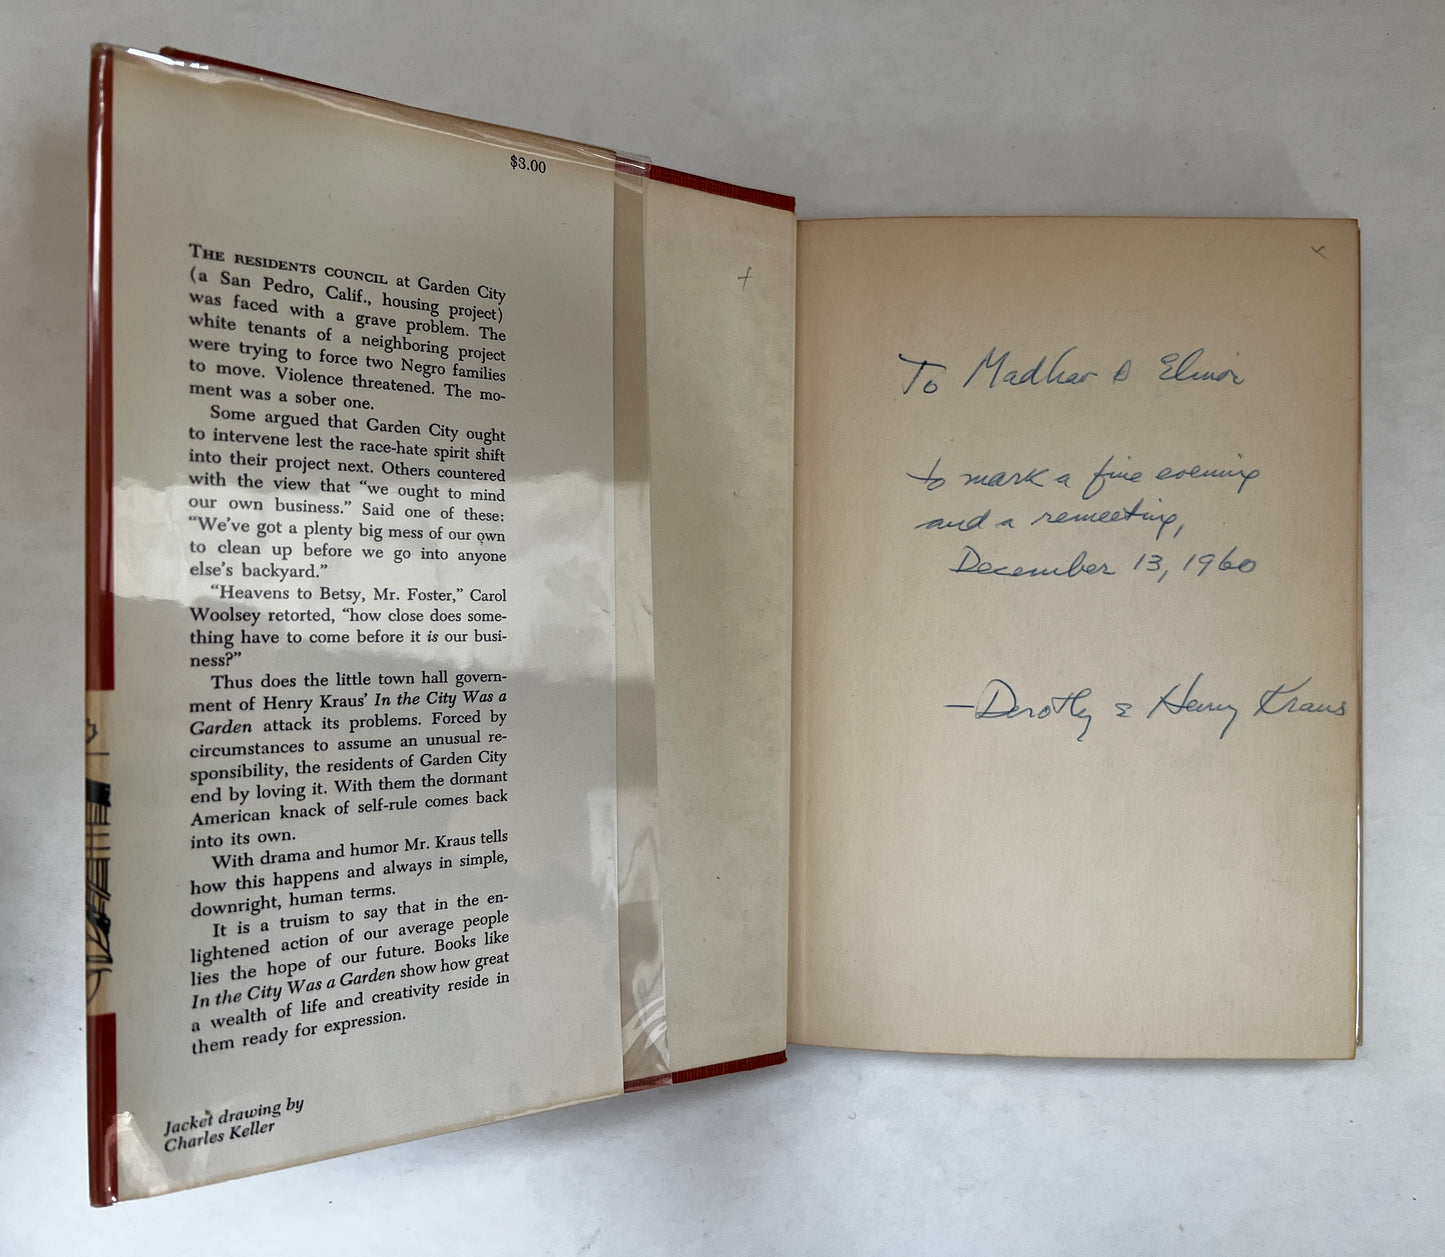 $3.00
THE RESIDENTS COUNCIL at Garden City
(a San Pedro, Calif., housing project)
was faced with a grave problem. The
white tenants of a neighboring project
were trying to force two Negro families
to move. Violence threatened. The mo-
ment was a sober one.
Some argued that Garden City ought
to intervene lest the race-hate spirit shift
into their project next. Others countered
with the view that “we ought to mind
our own business.” Said one of these:
“We’ve got a plenty big mess of our own
to clean up before we go into anyone
else’s backyard.”
“Heavens to Betsy, Mr. Foster,” Carol
Woolsey retorted, “how close does some-
thing have to come before it is our busi-
ness?”
Thus does the little town hall govern-
ment of Henry Kraus’ In the City Was a
Garden attack its problems. Forced by
circumstances to assume an unusual re-
sponsibility, the residents of Garden City
end by loving it. With them the dormant
American knack of self-rule comes back
into its own.
With drama and humor Mr. Kraus tells
how this happens and always in simple,
downright, human terms.
It is a truism to say that in the en-
lightened action of our average people
lies the hope of our future. Books like
In the City Was a Garden show how great
a wealth of life and creativity reside in
them ready for expression.
Jacket drawing by
Charles Keller
To Madhav & Elinor
to mark a fine evening
and a remeeting,
December 13, 1960
—Dorothy & Henry Kraus